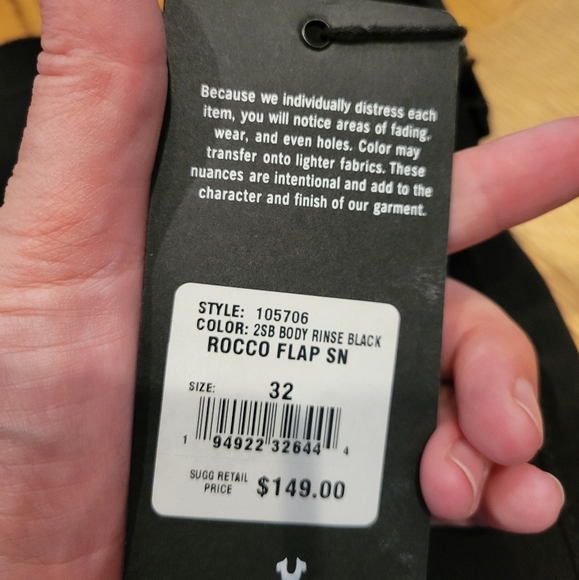 Because we individually distress each
item, you will notice areas of fading,
wear, and even holes. Color may
transfer onto lighter fabrics. These
nuances are intentional and add to the
character and finish of our garment.
STYLE: 105706
COLOR: 2SB BODY RINSE BLACK
ROCCO FLAP SN
SIZE: 32
1 94922 32644 4
SUGG RETAIL
PRICE $149.00